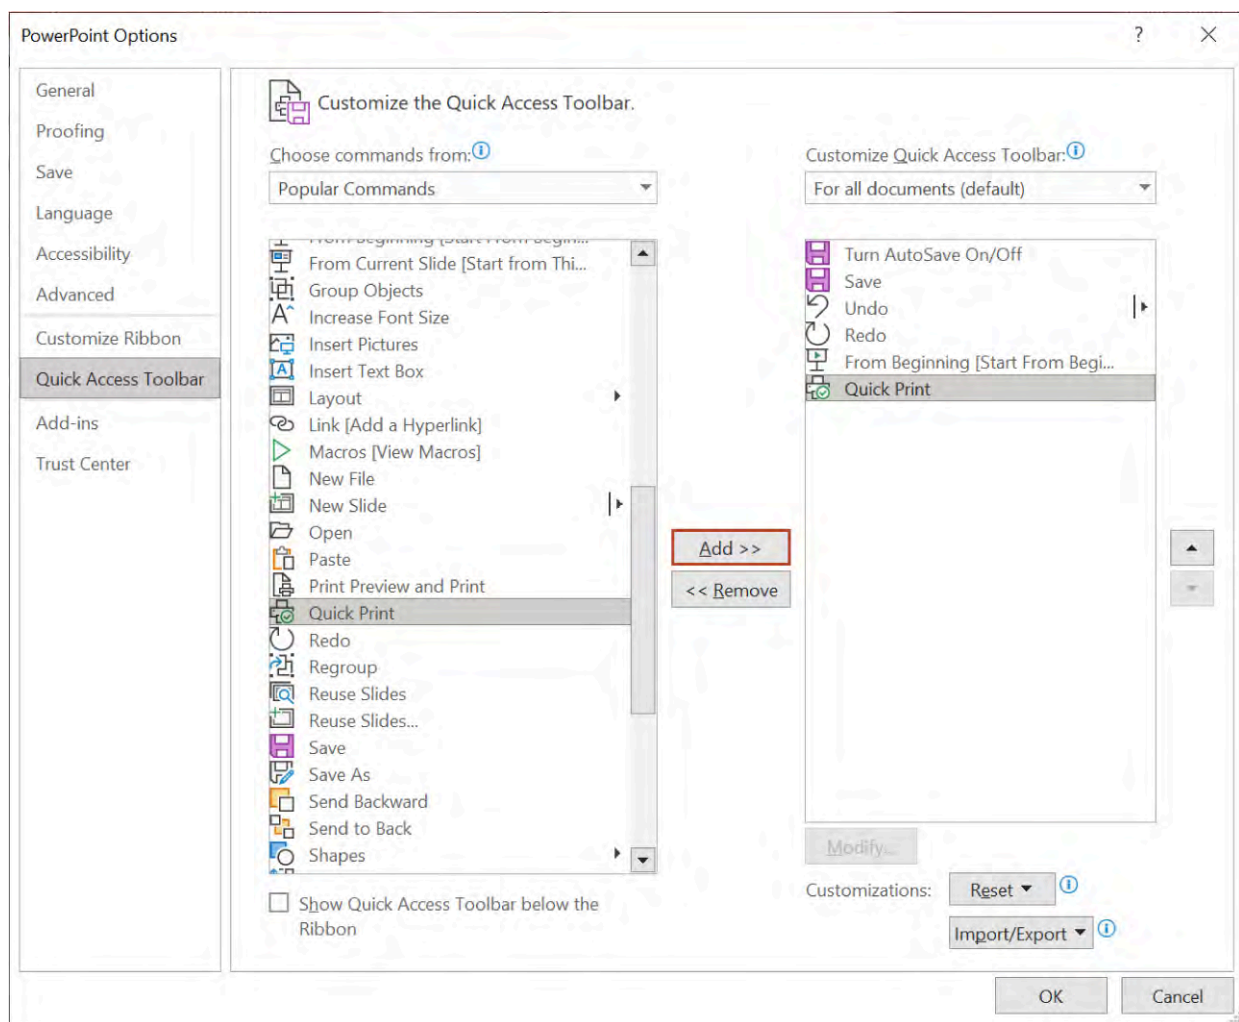 PowerPoint Options
?
General
Proofing
Save
Language
Accessibility
Advanced
Customize Ribbon
Quick Access Toolbar
Add-ins
Trust Center
Customize the Quick Access Toolbar.
Choose commands from:
Popular Commands
From Beginning [Start From Begin...
From Current Slide [Start from Thi...
Group Objects
Increase Font Size
Insert Pictures
Insert Text Box
Layout
Link [Add a Hyperlink]
Macros [View Macros]
New File
New Slide
Open
Paste
Print Preview and Print
Quick Print
Redo
Regroup
Reuse Slides
Reuse Slides...
Save
Save As
Send Backward
Send to Back
Shapes
Show Quick Access Toolbar below the
Ribbon
Add >>
<< Remove
Customize Quick Access Toolbar:
For all documents (default)
Turn AutoSave On/Off
Save
Undo
Redo
From Beginning [Start From Begi...
Quick Print
Modify...
Customizations:
Reset
Import/Export
OK
Cancel